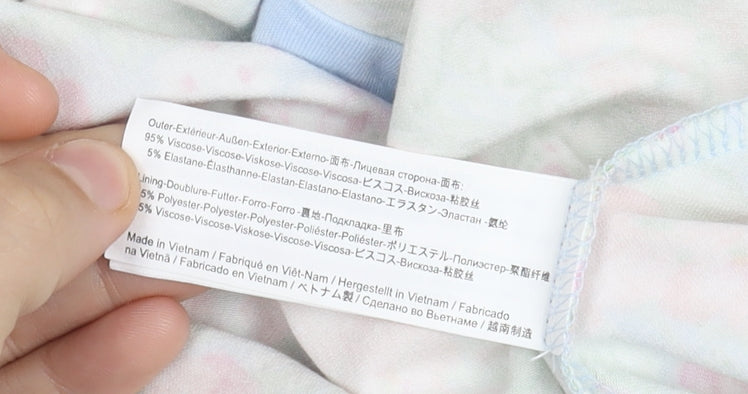 Outer-Extérieur-Außen-Exterior-Externo-面布-Лицевая сторона-面布:
95% Viscose-Viscose-Viskose-Viscose-Viscosa-ビスコス-Вискоза-粘胶丝
5% Elastane-Élasthanne-Elastan-Elastano-Elastano-エラスタン-Эластан-氨纶
Lining-Doublure-Futter-Forro-Forro-裏地-Подкладка-里布
5% Polyester-Polyester-Polyester-Poliéster-Poliéster-ポリエステル-Полиэстер-聚酯纤维
5% Viscose-Viscose-Viskose-Viscose-Viscosa-ビスコス-Вискоза-粘胶丝
Made in Vietnam / Fabriqué en Viêt-Nam / Hergestellt in Vietnam / Fabricado
na Vietnã / Fabricado en Vietnam / ベトナム製 / Сделано во Вьетнаме / 越南制造